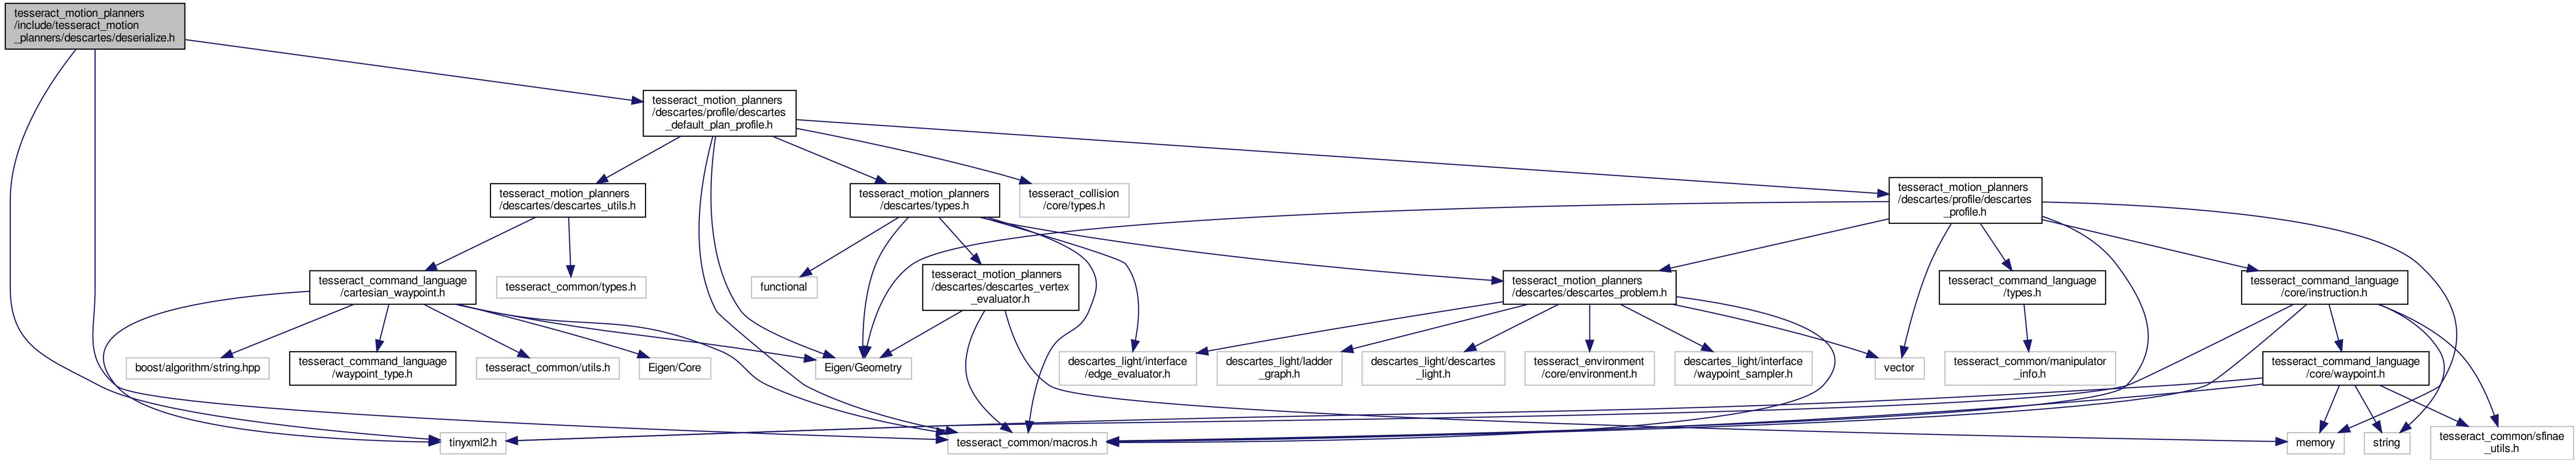 tesseract_motion_planners
/include/tesseract_motion
_planners/descartes/deserialize.h
tesseract_motion_planners
/descartes/profile/descartes
_default_plan_profile.h
tesseract_motion_planners
/descartes/descartes_utils.h
tesseract_motion_planners
/descartes/types.h
tesseract_collision
/core/types.h
tesseract_motion_planners
/descartes/profile/descartes
_profile.h
tesseract_command_language
/cartesian_waypoint.h
tesseract_common/types.h
functional
tesseract_motion_planners
/descartes/descartes_vertex
_evaluator.h
tesseract_motion_planners
/descartes/descartes_problem.h
tesseract_command_language
/types.h
tesseract_command_language
/core/instruction.h
boost/algorithm/string.hpp
tesseract_command_language
/waypoint_type.h
tesseract_common/utils.h
Eigen/Core
Eigen/Geometry
descartes_light/interface
/edge_evaluator.h
descartes_light/ladder
_graph.h
descartes_light/descartes
_light.h
tesseract_environment
/core/environment.h
descartes_light/interface
/waypoint_sampler.h
vector
tesseract_common/manipulator
_info.h
tesseract_command_language
/core/waypoint.h
tinyxml2.h
tesseract_common/macros.h
memory
string
tesseract_common/sfinae
_utils.h